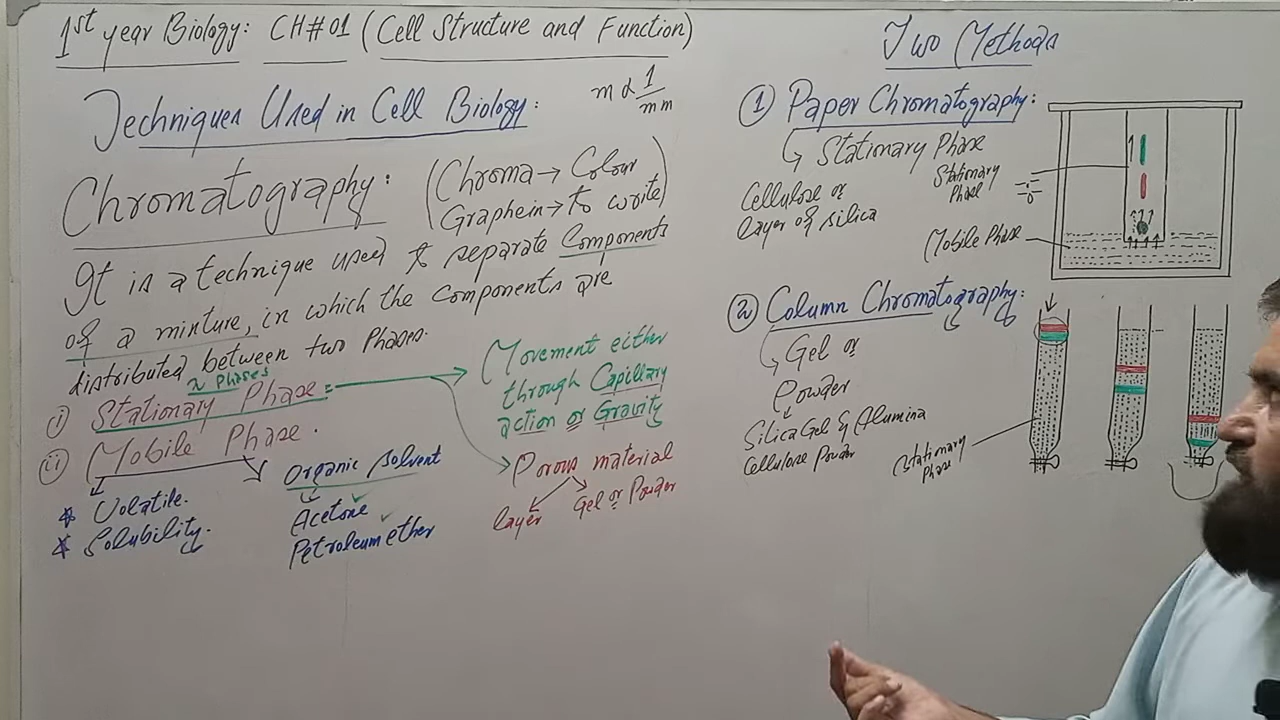 1st year Biology: CH#01 (Cell Structure and Function)
Techniques Used in Cell Biology:
m ∝ 1/mm
Chromatography: (Chroma → Colour
Graphein → to write)
It is a technique used to separate Components
of a mixture, in which the components are
distributed between two Phases.
2 Phases
(i) Stationary Phase:
(ii) Mobile Phase.
* Volatile.
* Solubility.
Organic Solvent
Acetone ✓
Petroleum ether
(Movement either
through Capillary
action or Gravity
Porous material
layer
Gel or Powder
Two Methods
① Paper Chromatography:
Stationary Phase
Cellulose or
layer of silica
Stationary
Phase
Mobile Phase
② Column Chromatography:
Gel or
Powder
Silica Gel & Alumina
Cellulose Powder
Stationary
Phase